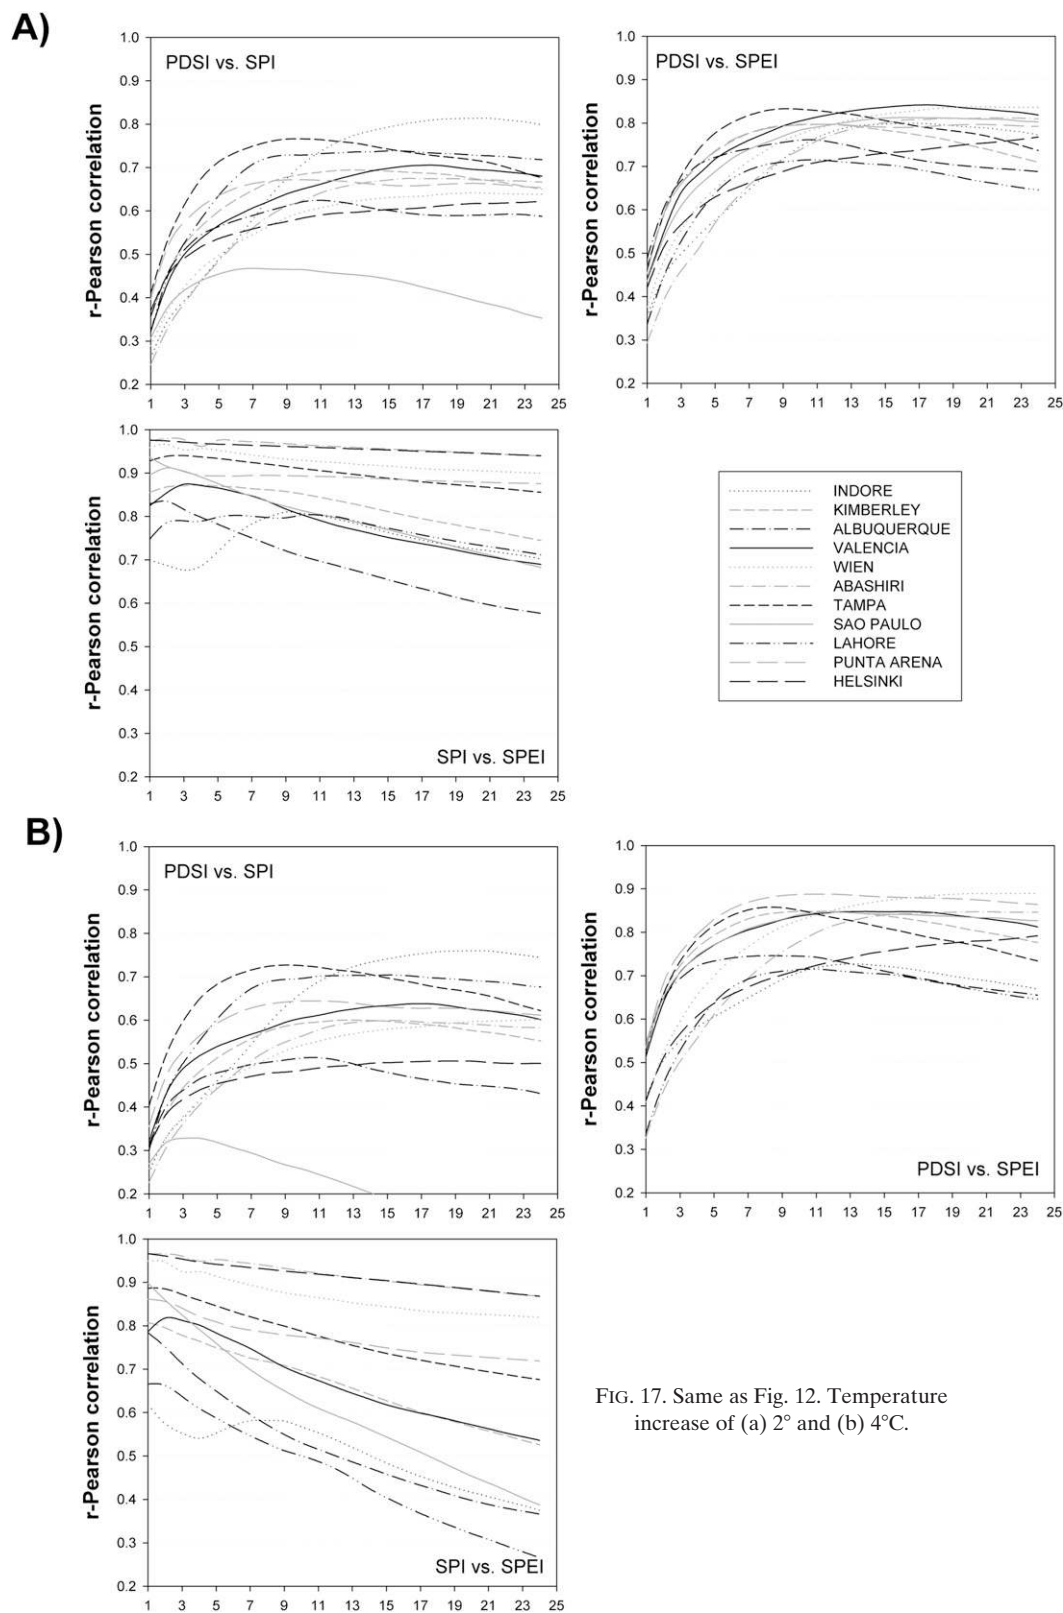 A)
PDSI vs. SPI
r-Pearson correlation
1.0
0.9
0.8
0.7
0.6
0.5
0.4
0.3
0.2
1 3 5 7 9 11 13 15 17 19 21 23 25
PDSI vs. SPEI
r-Pearson correlation
1.0
0.9
0.8
0.7
0.6
0.5
0.4
0.3
0.2
1 3 5 7 9 11 13 15 17 19 21 23 25
SPI vs. SPEI
r-Pearson correlation
1.0
0.9
0.8
0.7
0.6
0.5
0.4
0.3
0.2
1 3 5 7 9 11 13 15 17 19 21 23 25
INDORE
KIMBERLEY
ALBUQUERQUE
VALENCIA
WIEN
ABASHIRI
TAMPA
SAO PAULO
LAHORE
PUNTA ARENA
HELSINKI
B)
PDSI vs. SPI
r-Pearson correlation
1.0
0.9
0.8
0.7
0.6
0.5
0.4
0.3
0.2
1 3 5 7 9 11 13 15 17 19 21 23 25
PDSI vs. SPEI
r-Pearson correlation
1.0
0.9
0.8
0.7
0.6
0.5
0.4
0.3
0.2
1 3 5 7 9 11 13 15 17 19 21 23 25
SPI vs. SPEI
r-Pearson correlation
1.0
0.9
0.8
0.7
0.6
0.5
0.4
0.3
0.2
1 3 5 7 9 11 13 15 17 19 21 23 25
FIG. 17. Same as Fig. 12. Temperature
increase of (a) 2° and (b) 4°C.